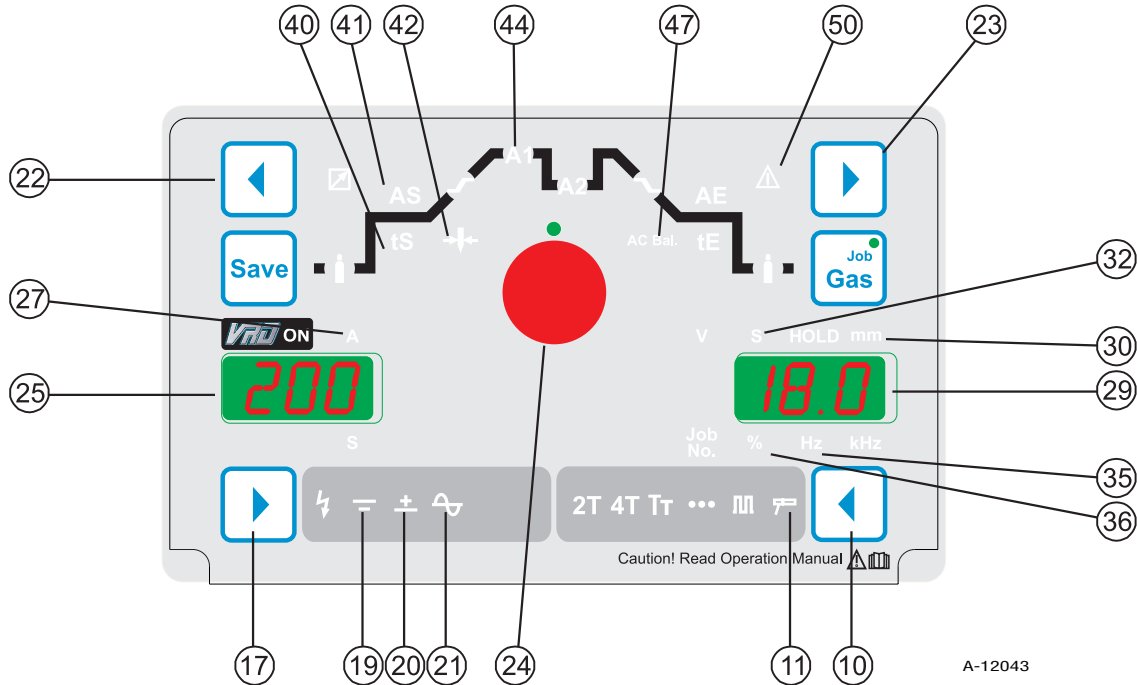 40 41 42 44 47 50 23
A1
22
AS A2 AE
tS AC Bal. tE
Save
Job
Gas
32
27
VRD ON A V S HOLD mm
30
25 200 18.0 29
S Job
No. % Hz kHz
35
36
2T 4T TT
Caution! Read Operation Manual
17 19 20 21 24 11 10
A-12043